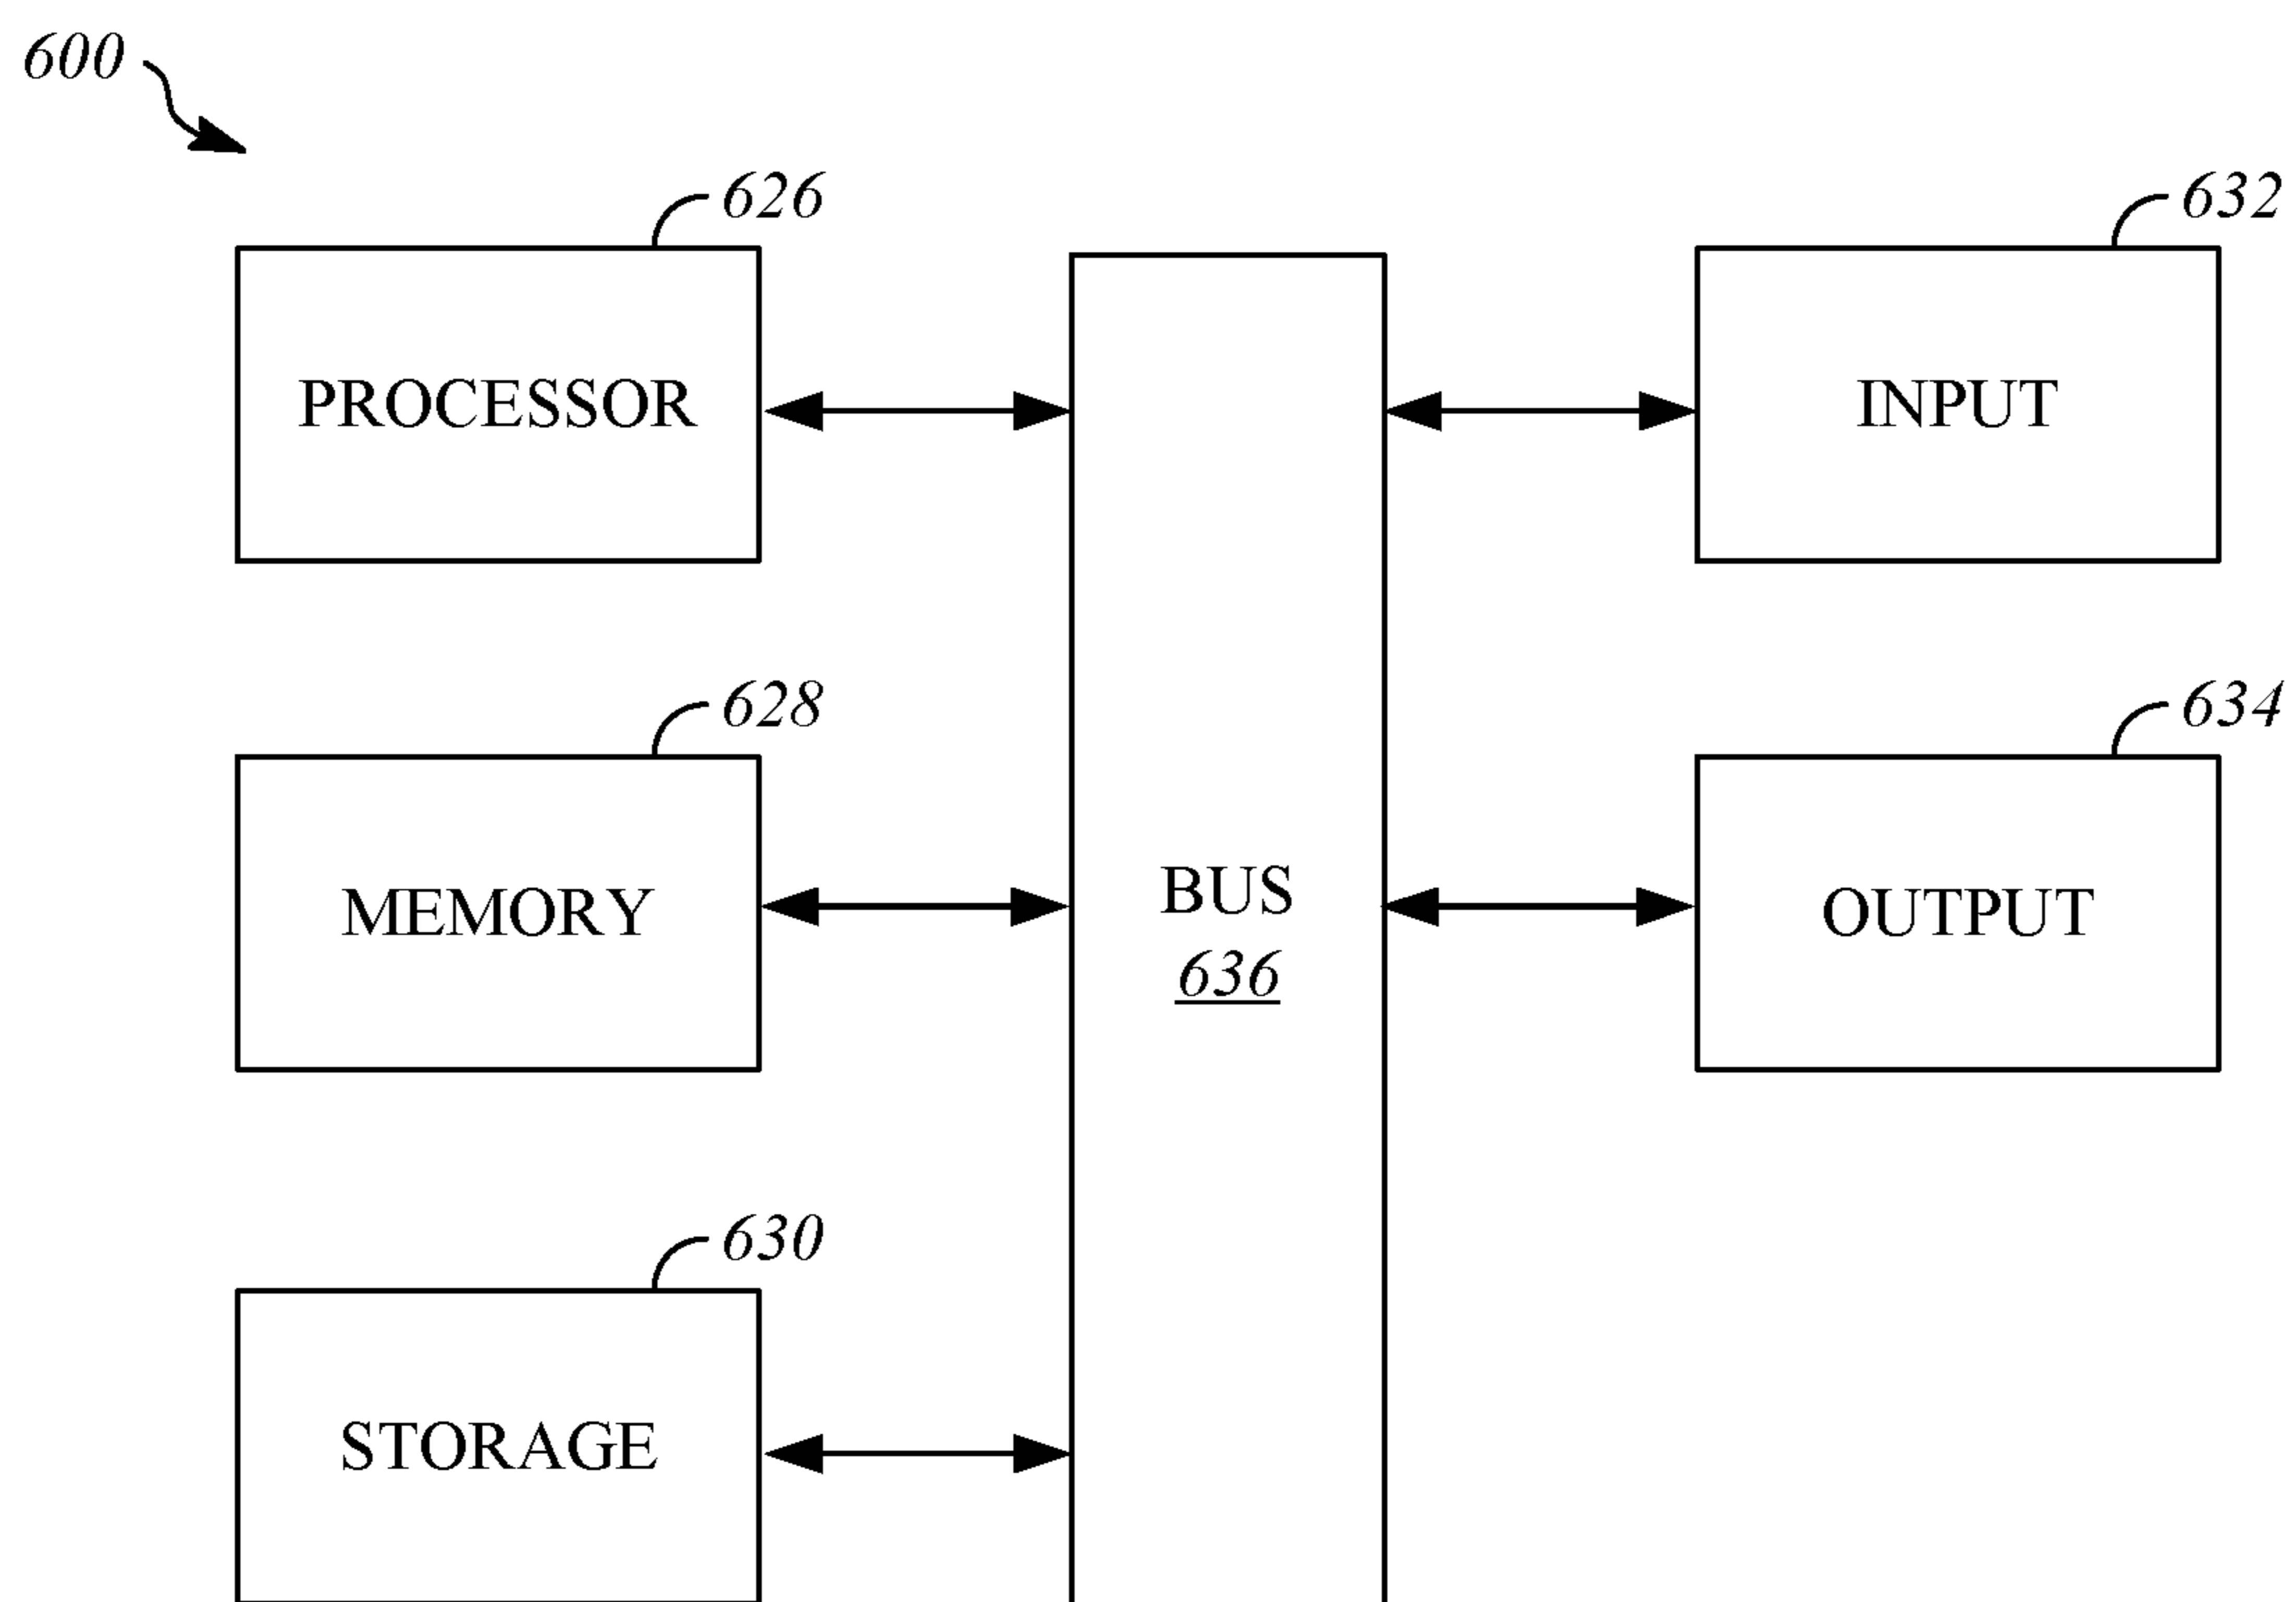 600
626
632
PROCESSOR
INPUT
628
634
MEMORY
BUS
636
OUTPUT
630
STORAGE